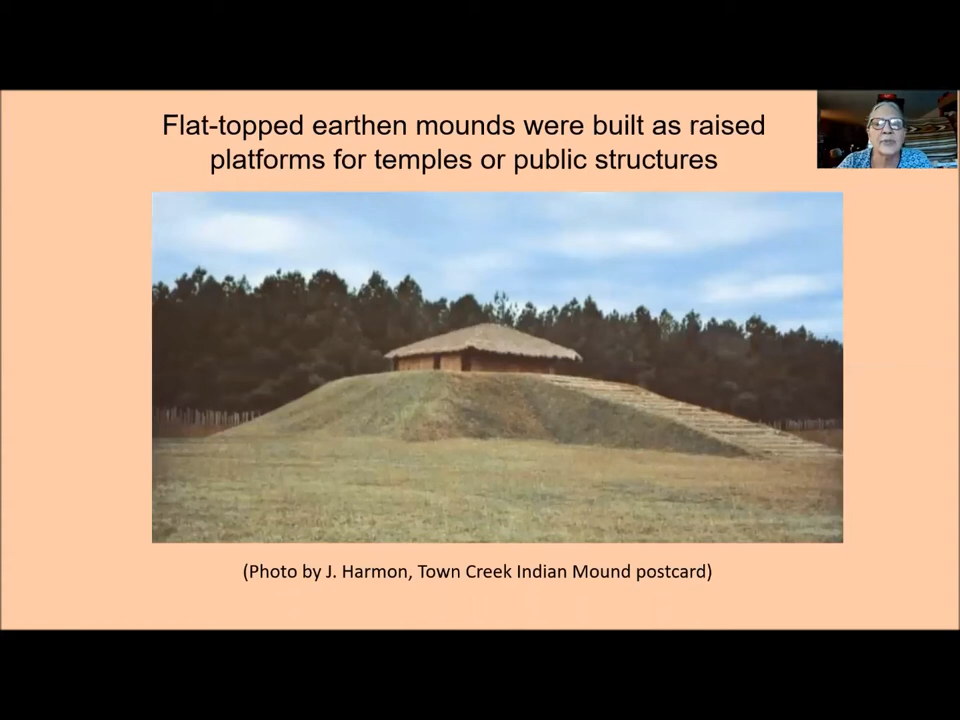 Flat-topped earthen mounds were built as raised
platforms for temples or public structures
(Photo by J. Harmon, Town Creek Indian Mound postcard)